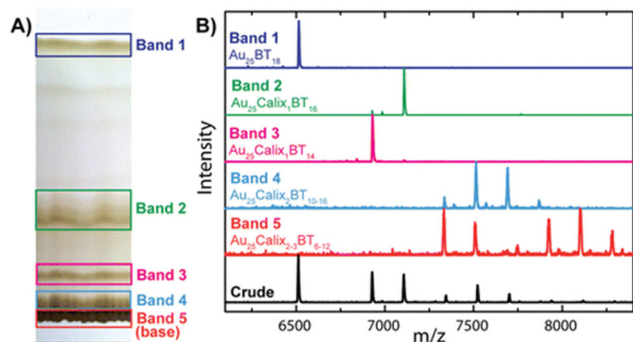 A)
Band 1
Band 2
Band 3
Band 4
Band 5
(base)
B)
Intensity
Band 1
Au₂₅BT₁₈
Band 2
Au₂₅Calix₁BT₁₆
Band 3
Au₂₅Calix₁BT₁₄
Band 4
Au₂₅Calix₂BT₁₀₋₁₆
Band 5
Au₂₅Calix₂₋₃BT₆₋₁₂
Crude
6500 7000 7500 8000
m/z